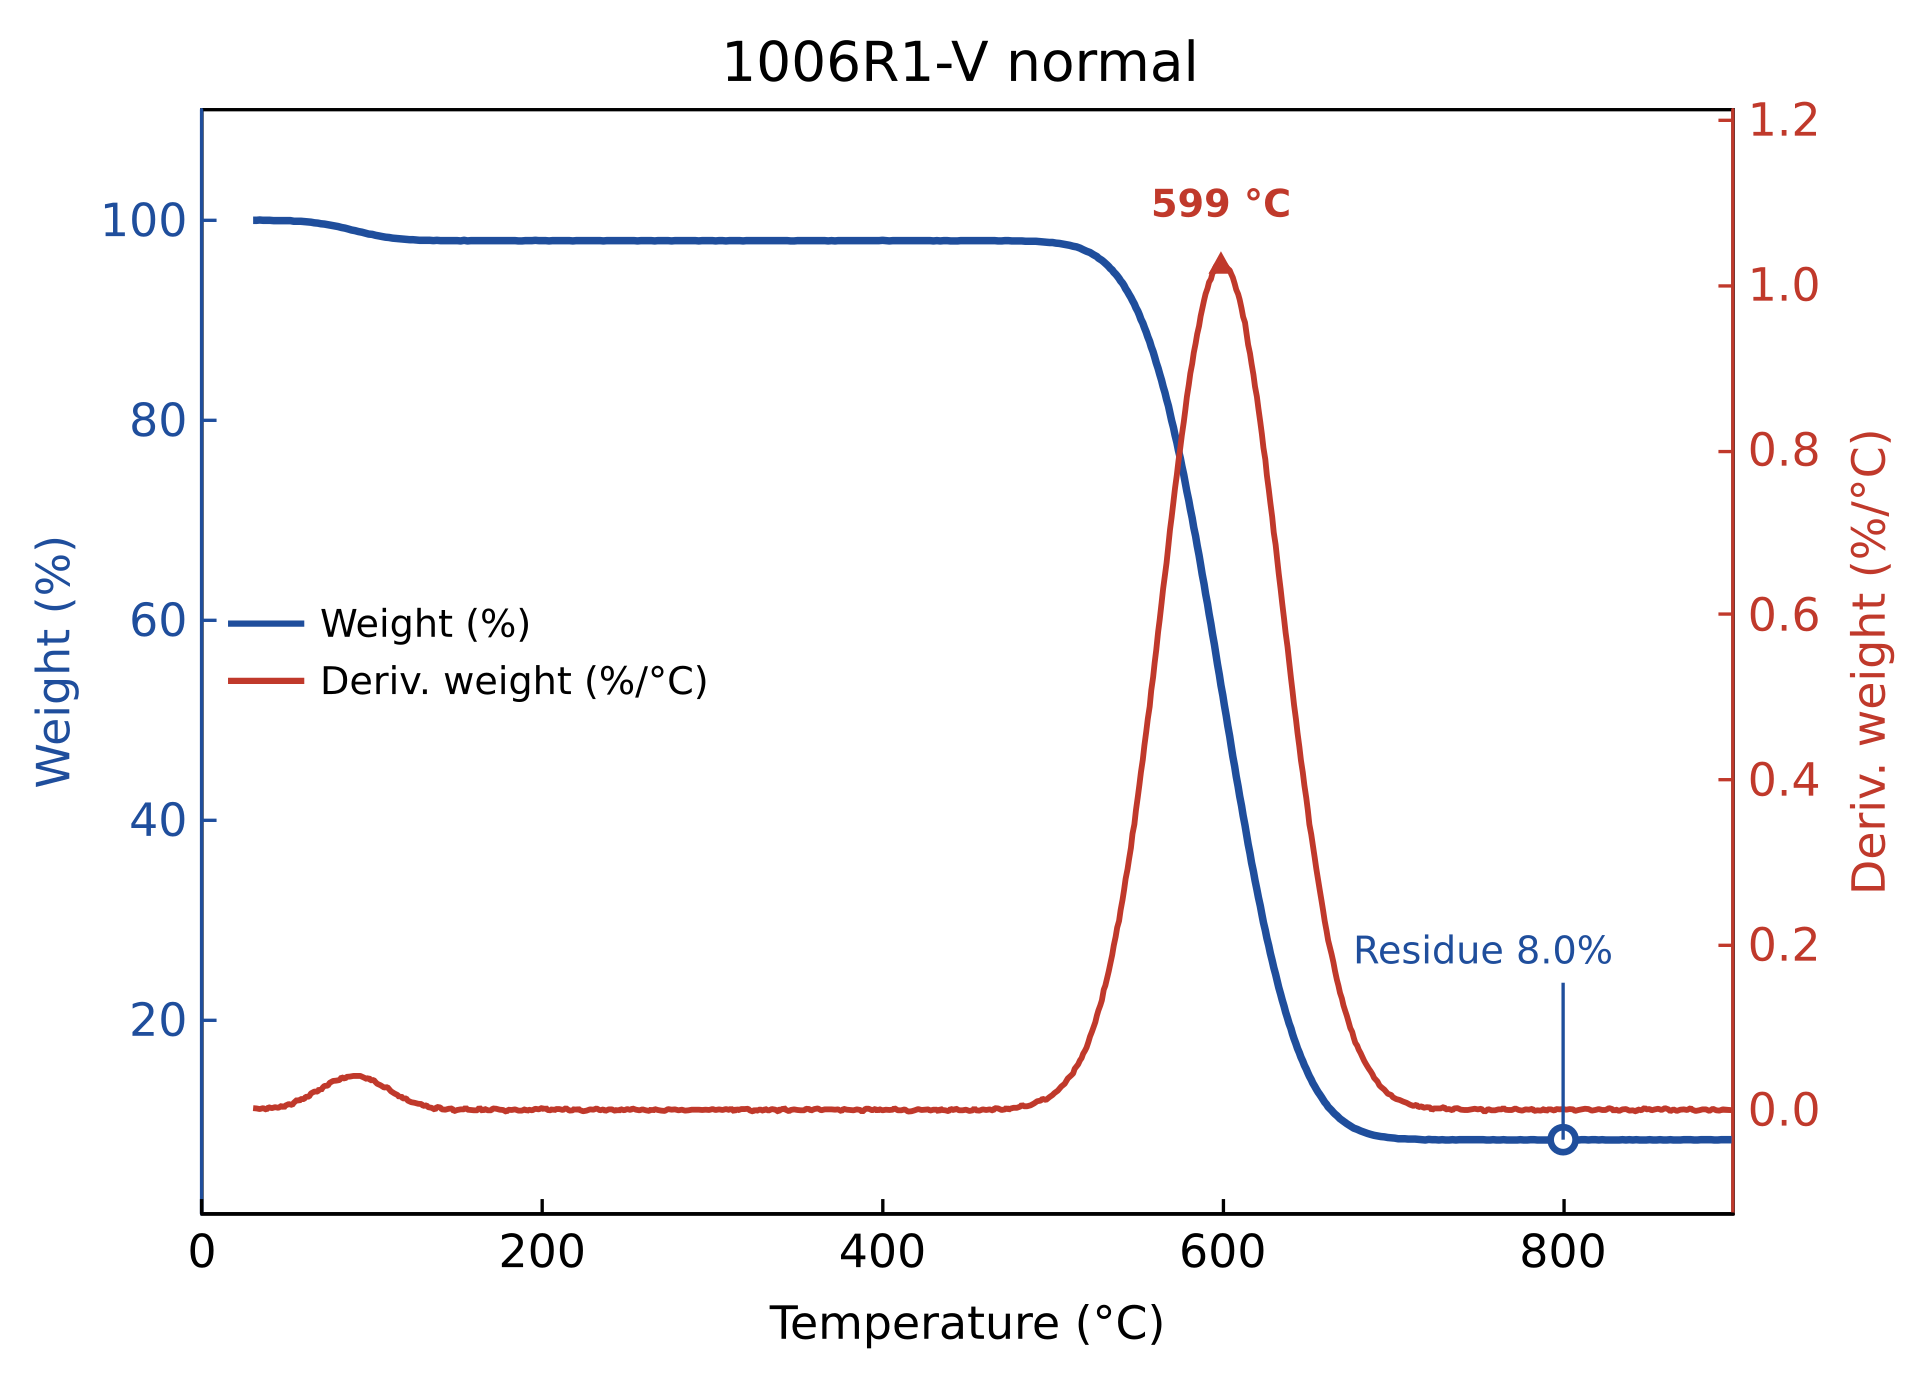 1006R1-V normal
599 °C
1.2
1.0
0.8
0.6
0.4
0.2
0.0
100
80
60
40
20
Weight (%)
Weight (%)
Deriv. weight (%/°C)
Deriv. weight (%/°C)
Residue 8.0%
0 200 400 600 800
Temperature (°C)